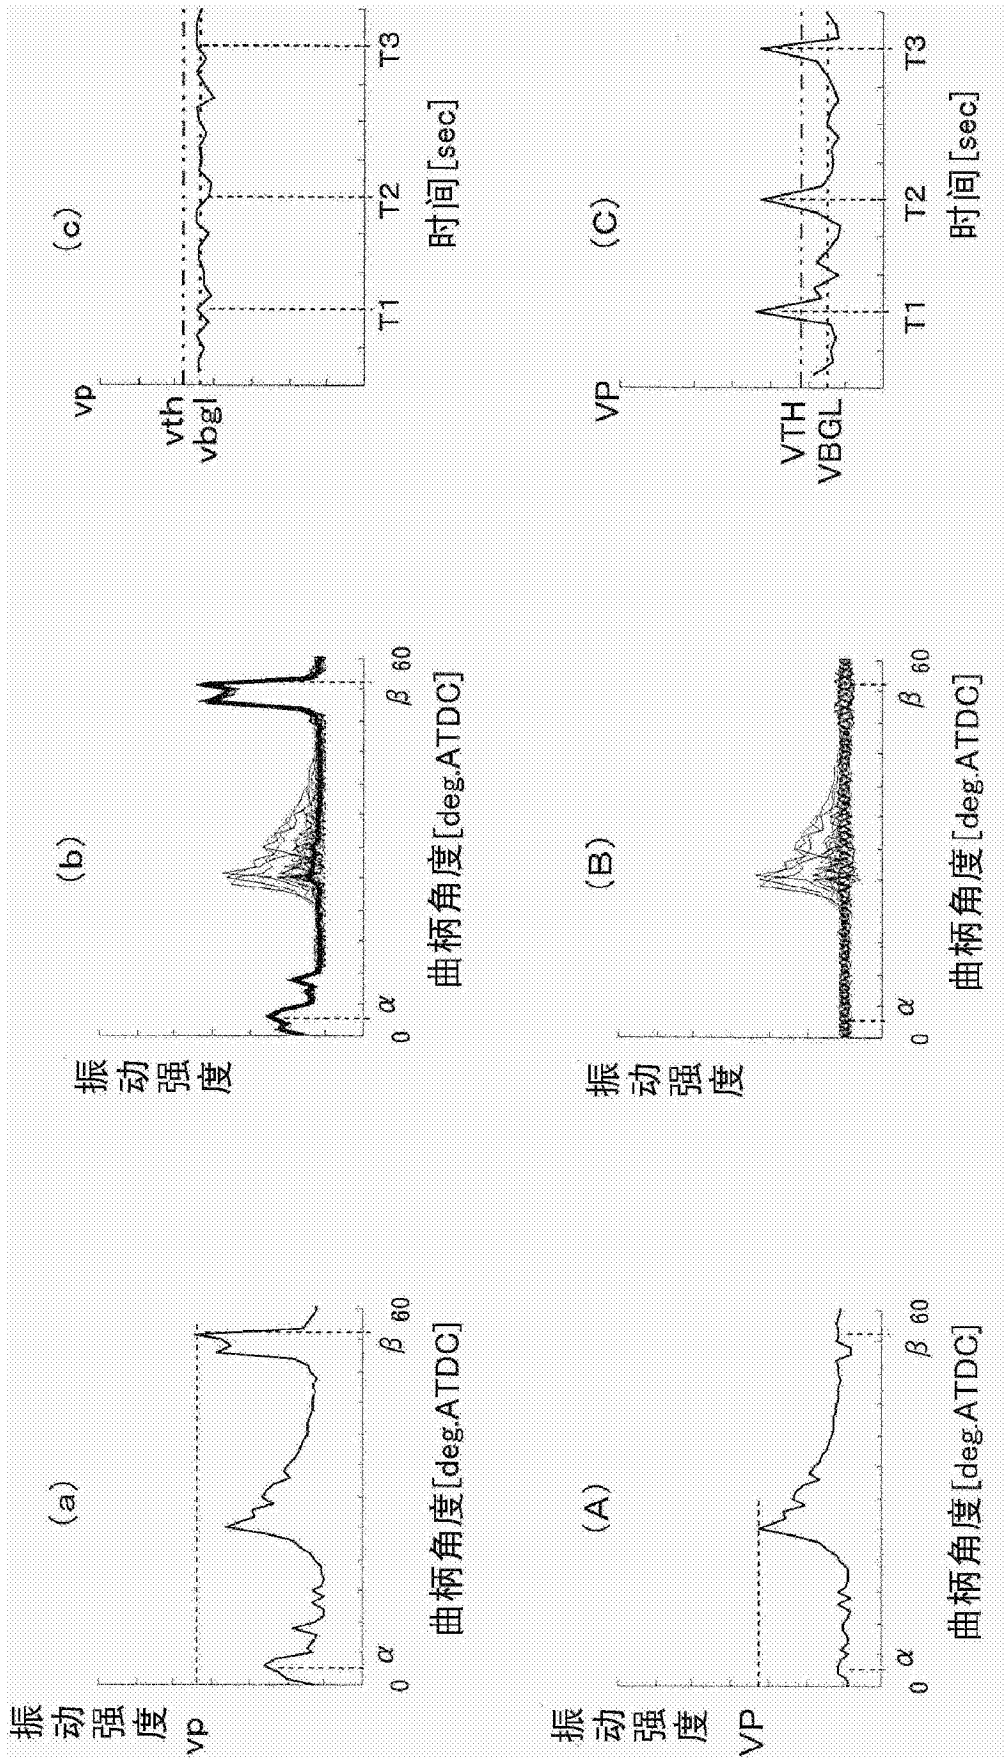 (a)
振动强度
vp
0
α
β
60
曲柄角度[deg.ATDC]
(b)
振动强度
0
α
β
60
曲柄角度[deg.ATDC]
(c)
vp
vth
vbgl
T1
T2
T3
时间[sec]
(A)
振动强度
VP
0
α
β
60
曲柄角度[deg.ATDC]
(B)
振动强度
0
α
β
60
曲柄角度[deg.ATDC]
(C)
VP
VTH
VBGL
T1
T2
T3
时间[sec]